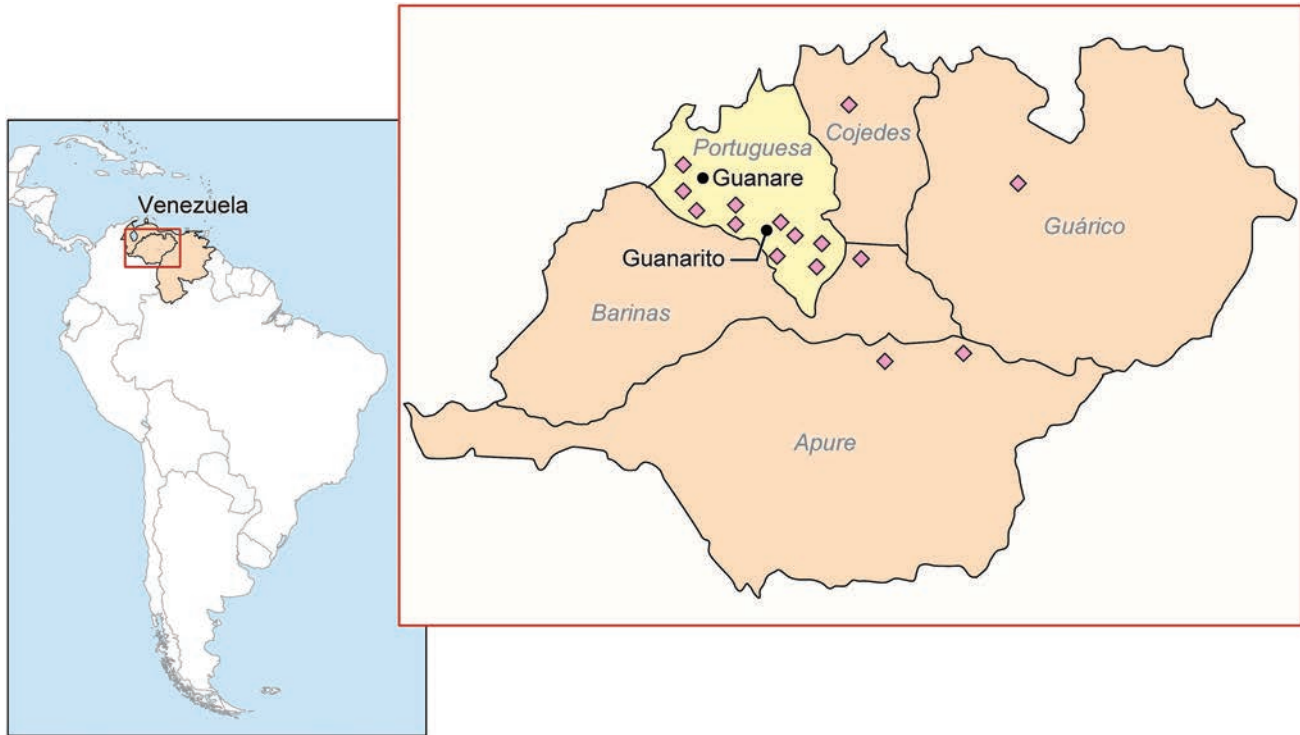 Venezuela
Cojedes
Portuguesa
Guanare
Guárico
Guanarito
Barinas
Apure